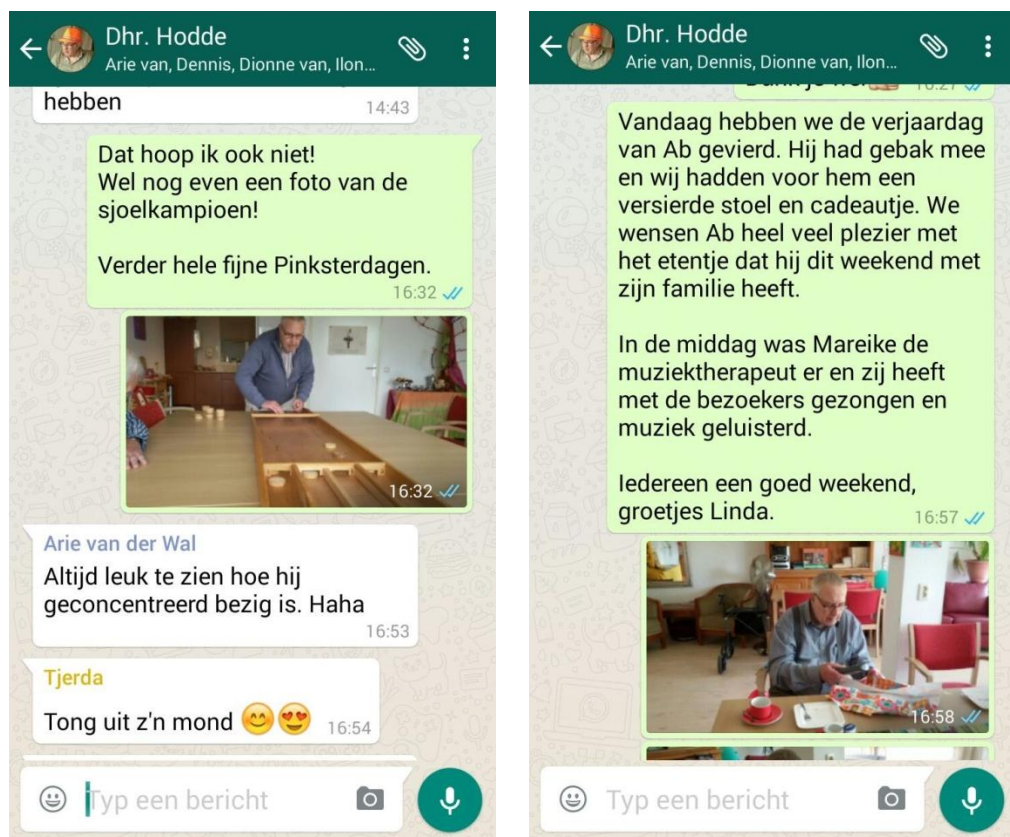 Dhr. Hodde
Arie van, Dennis, Dionne van, Ilon...
hebben
14:43
Dat hoop ik ook niet!
Wel nog even een foto van de
sjoelkampioen!
Verder hele fijne Pinksterdagen.
16:32
16:32
Arie van der Wal
Altijd leuk te zien hoe hij
geconcentreerd bezig is. Haha
16:53
Tjerda
Tong uit z'n mond 😊😍 16:54
Typ een bericht
Dhr. Hodde
Arie van, Dennis, Dionne van, Ilon...
16:27
Vandaag hebben we de verjaardag
van Ab gevierd. Hij had gebak mee
en wij hadden voor hem een
versierde stoel en cadeautje. We
wensen Ab heel veel plezier met
het etentje dat hij dit weekend met
zijn familie heeft.
In de middag was Mareike de
muziektherapeut er en zij heeft
met de bezoekers gezongen en
muziek geluisterd.
Iedereen een goed weekend,
groetjes Linda.
16:57
16:58
Typ een bericht